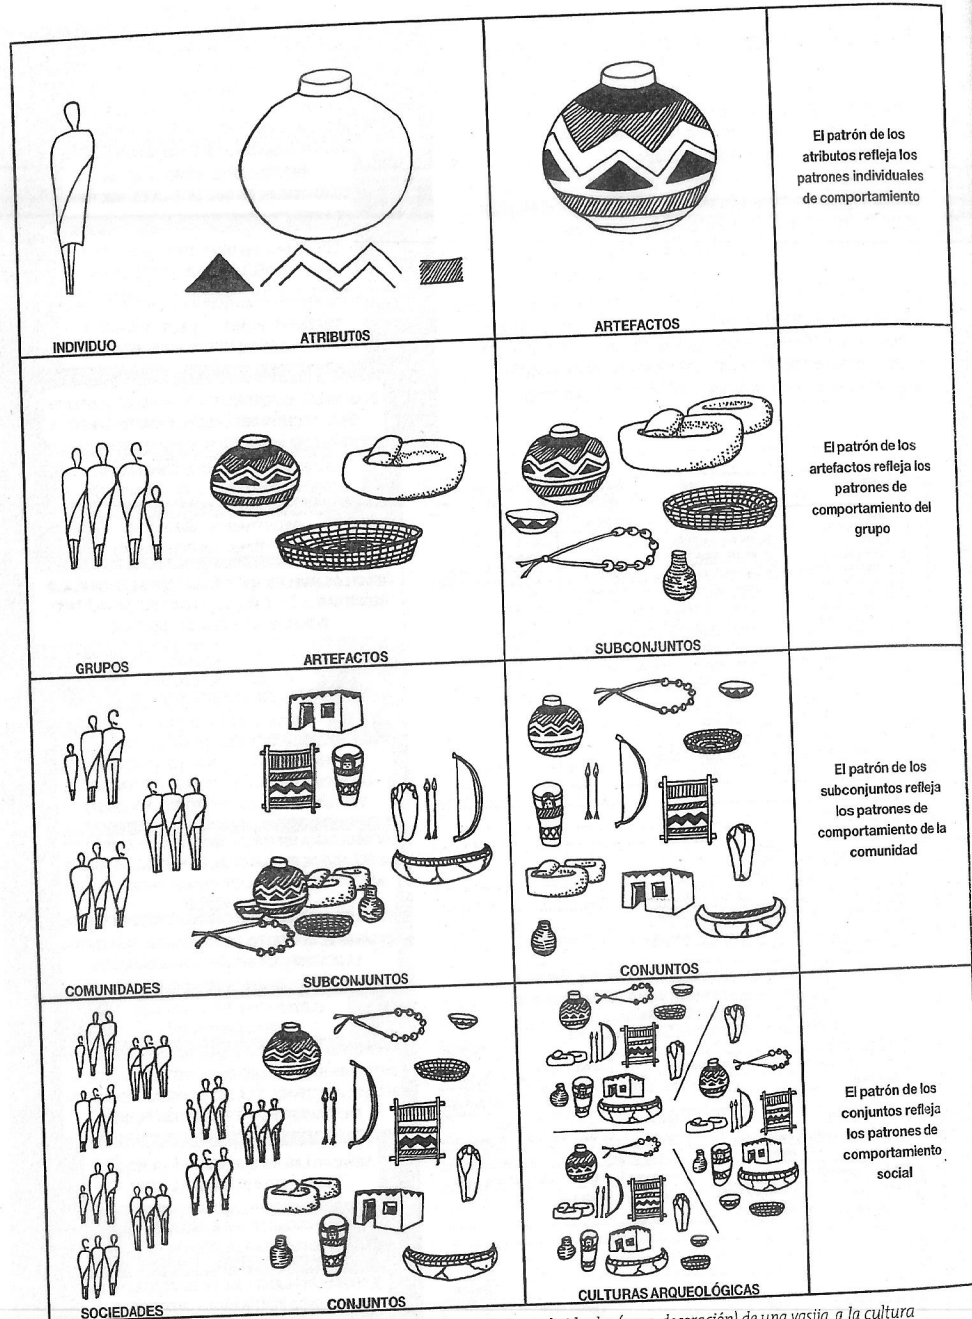 El patrón de los
atributos refleja los
patrones individuales
de comportamiento
INDIVIDUO
ATRIBUTOS
ARTEFACTOS
El patrón de los
artefactos refleja los
patrones de
comportamiento del
grupo
GRUPOS
ARTEFACTOS
SUBCONJUNTOS
El patrón de los
subconjuntos refleja
los patrones de
comportamiento de la
comunidad
COMUNIDADES
SUBCONJUNTOS
CONJUNTOS
El patrón de los
conjuntos refleja
los patrones de
comportamiento
social
SOCIEDADES
CONJUNTOS
CULTURAS ARQUEOLÓGICAS
decoración) de una vasija, a la cultura